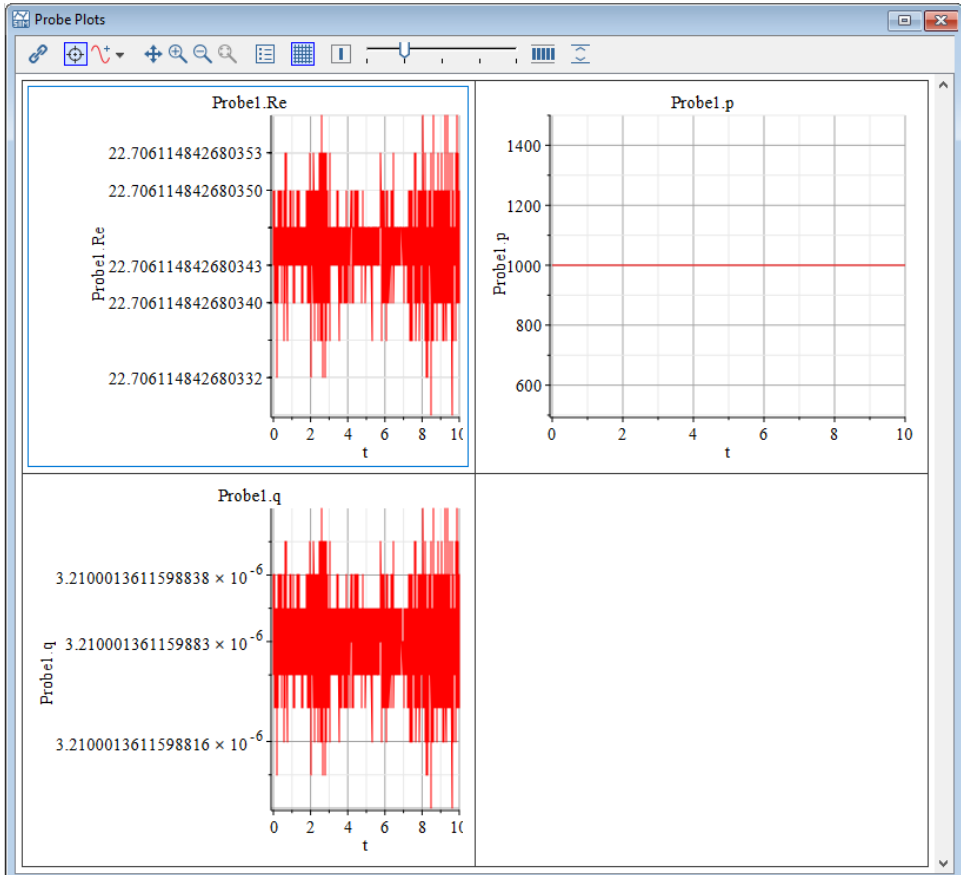 Probe Plots
SIM
Probe1.Re
22.706114842680353
22.706114842680350
22.706114842680343
22.706114842680340
22.706114842680332
Probe1.Re
0 2 4 6 8 10
t
Probe1.p
1400
1200
1000
800
600
Probe1.p
0 2 4 6 8 10
t
Probe1.q
3.2100013611598838 × 10^-6
3.210001361159883 × 10^-6
3.2100013611598816 × 10^-6
Probe1.q
0 2 4 6 8 10
t